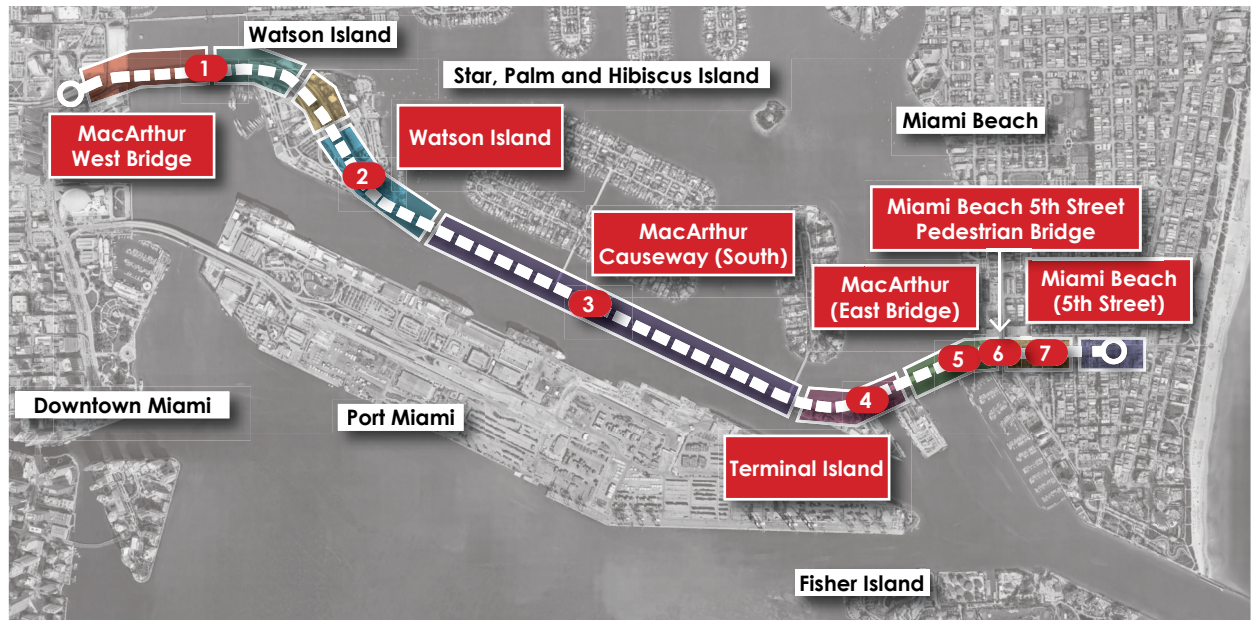 Watson Island
1
Star, Palm and Hibiscus Island
MacArthur
West Bridge
Watson Island
Miami Beach
2
Miami Beach 5th Street
Pedestrian Bridge
MacArthur
Causeway (South)
MacArthur
(East Bridge)
Miami Beach
(5th Street)
3
5
6
7
4
Downtown Miami
Port Miami
Terminal Island
Fisher Island